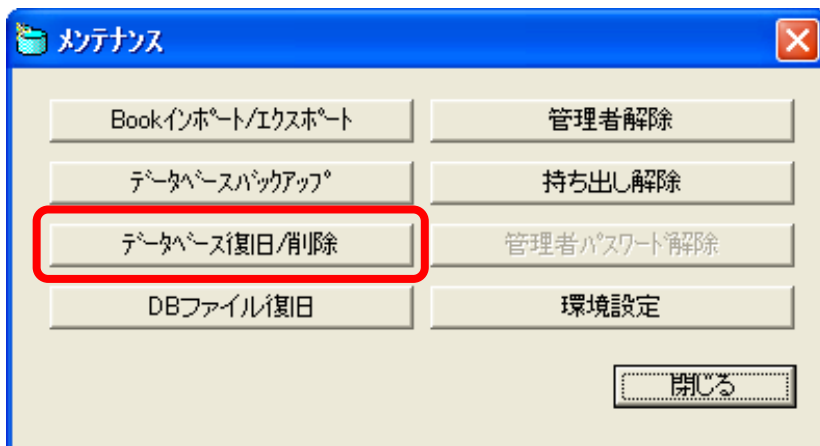 メンテナンス
Bookｲﾝﾎﾟｰﾄ/ｴｸｽﾎﾟｰﾄ
管理者解除
ﾃﾞｰﾀﾍﾞｰｽﾊﾞｯｸｱｯﾌﾟ
持ち出し解除
ﾃﾞｰﾀﾍﾞｰｽ復旧/削除
管理者ﾊﾟｽﾜｰﾄﾞ解除
DBファイル復旧
環境設定
閉じる